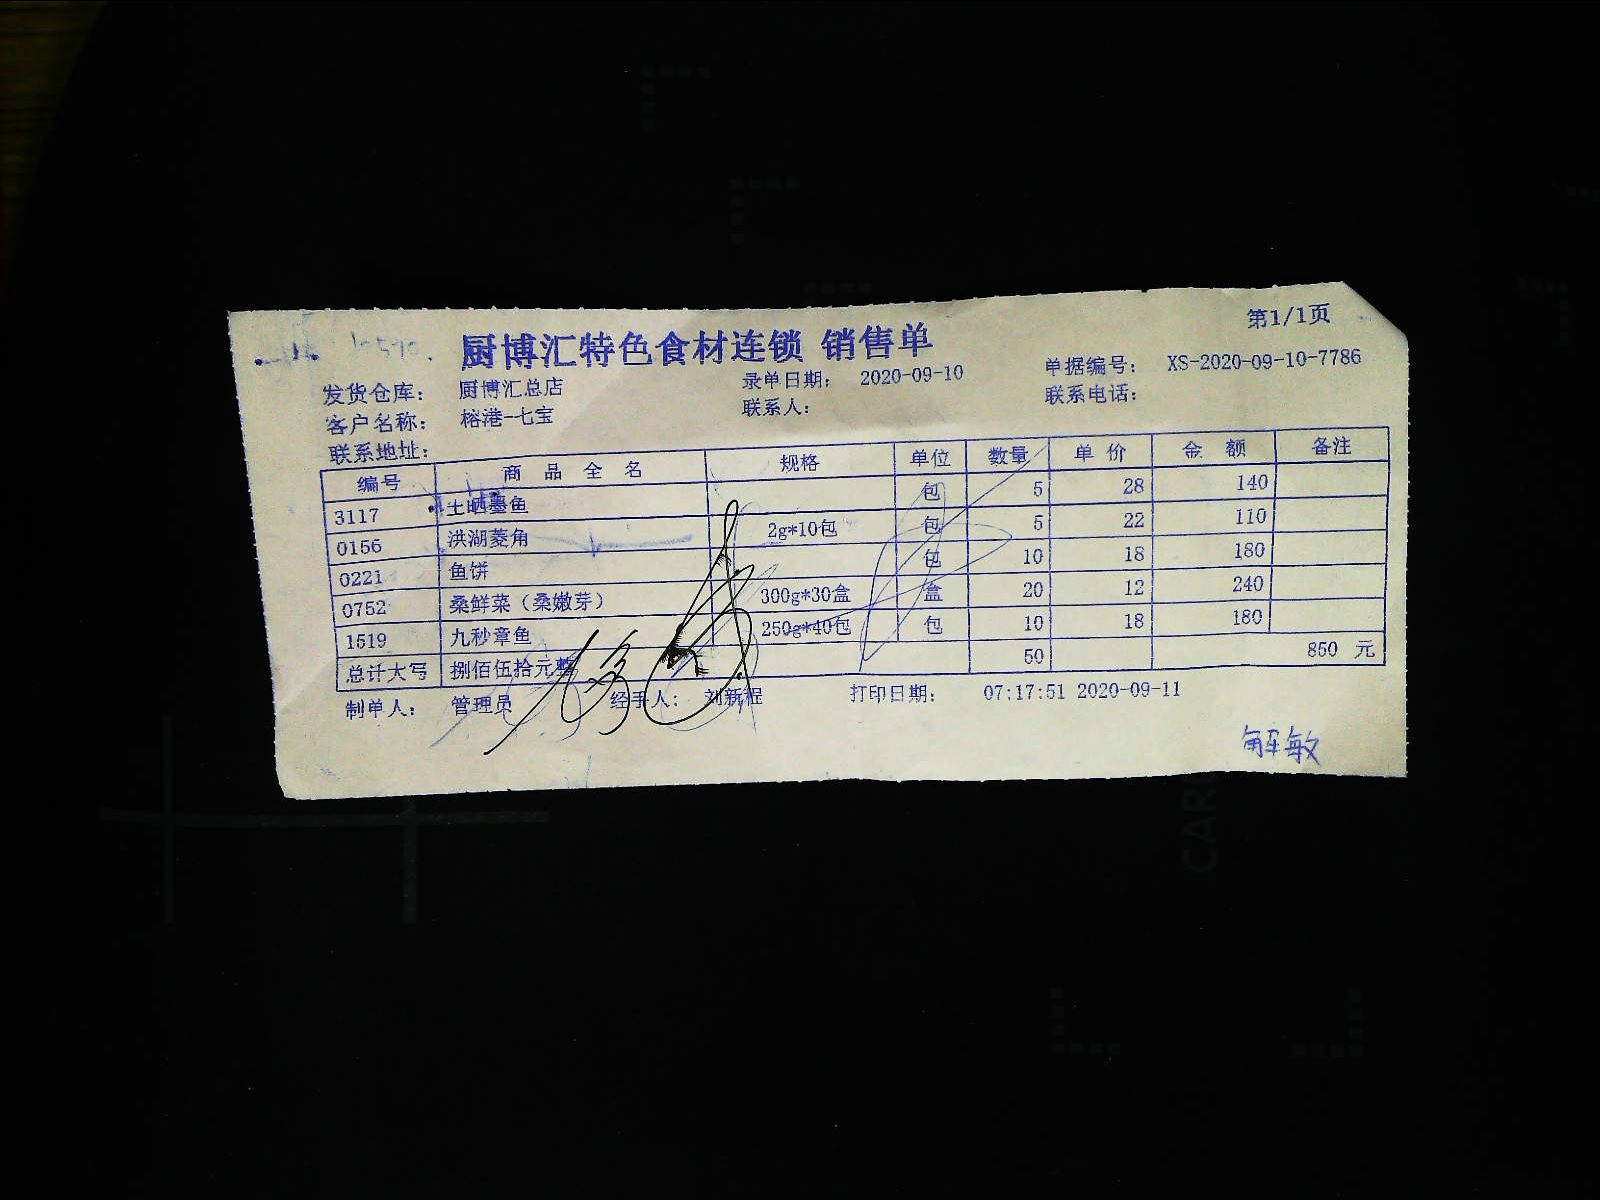 第1/1页
厨博汇特色食材连锁 销售单
发货仓库: 厨博汇总店 录单日期: 2020-09-10 单据编号: XS-2020-09-10-7786
客户名称: 榕港-七宝 联系人: 联系电话:
联系地址:
编号 商品全名 规格 单位 数量 单价 金额 备注
3117 土晒墨鱼 包 5 28 140
0156 洪湖菱角 2g*10包 包 5 22 110
0221 鱼饼 包 10 18 180
0752 桑鲜菜（桑嫩芽） 300g*30盒 盒 20 12 240
1519 九秒章鱼 250g*40包 包 10 18 180
总计大写 捌佰伍拾元整 50 850 元
制单人: 管理员 经手人: 刘新程 打印日期: 07:17:51 2020-09-11
解敏
CAR